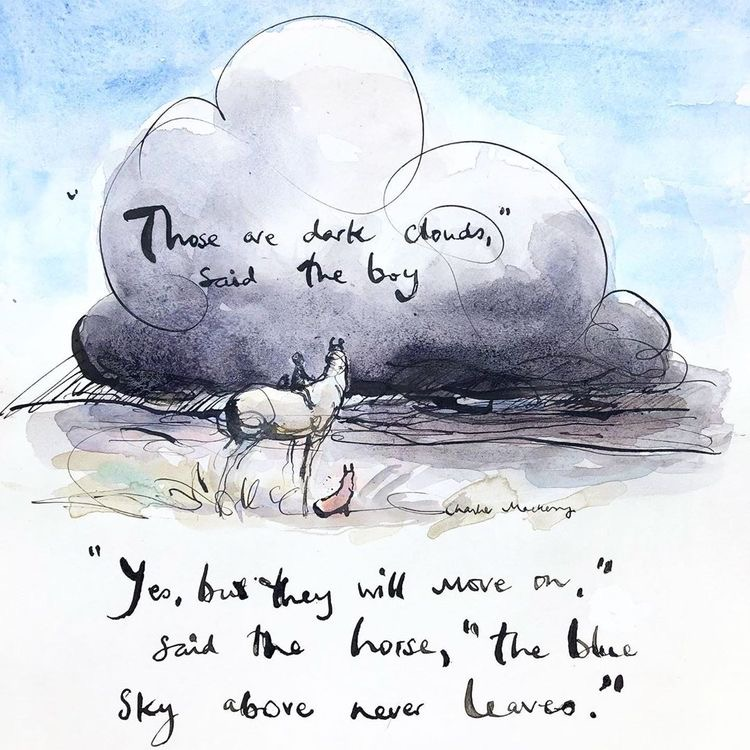 Those are dark clouds,"
said the boy
Charlie Mackesy
"Yes, but they will move on,"
said the horse, "the blue
sky above never leaves."